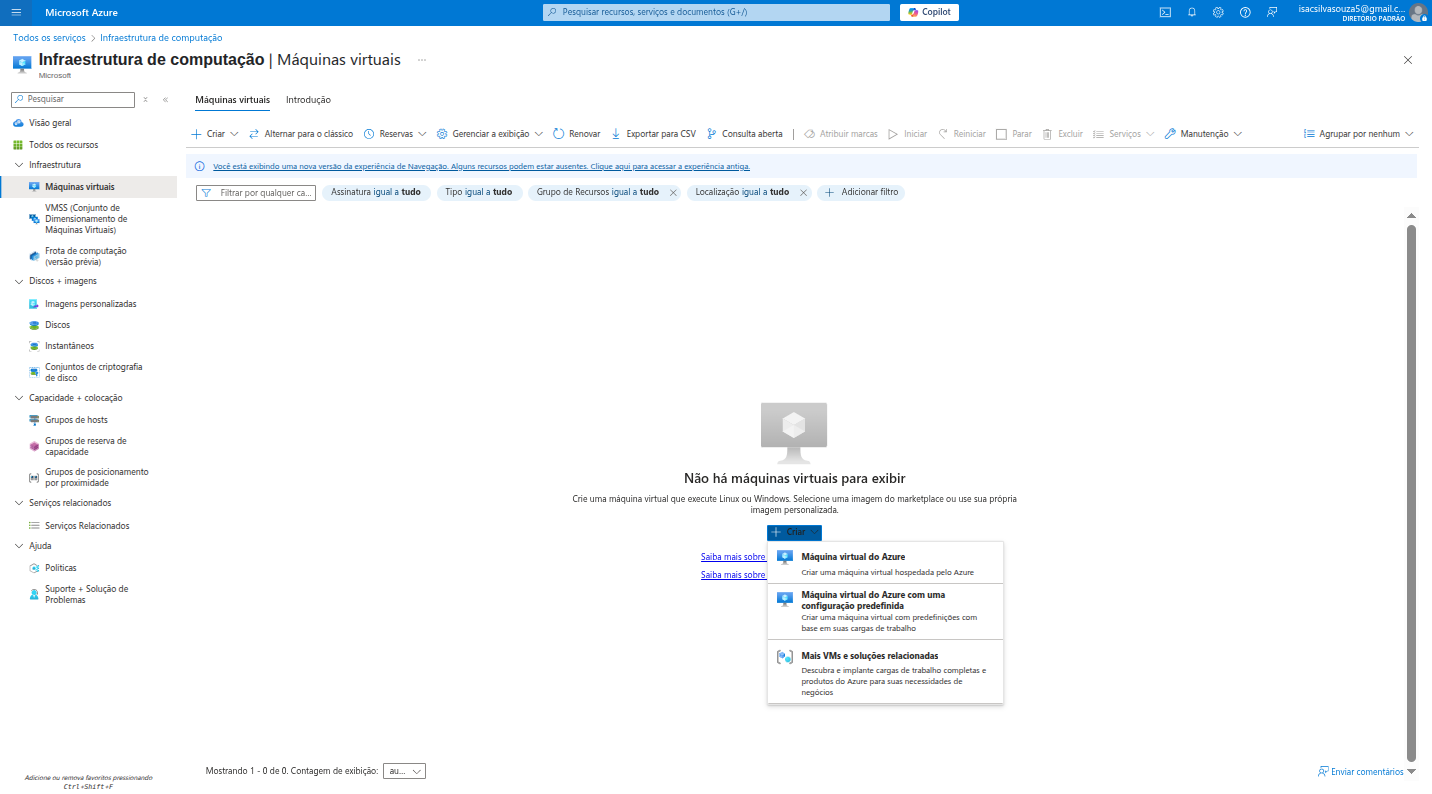 Microsoft Azure
Pesquisar recursos, serviços e documentos (G+/)
Copilot
isacsilvasouza5@gmail.c...
DIRETÓRIO PADRÃO
Todos os serviços > Infraestrutura de computação
Infraestrutura de computação | Máquinas virtuais ...
Microsoft
Pesquisar
Visão geral
Todos os recursos
Infraestrutura
Máquinas virtuais
VMSS (Conjunto de
Dimensionamento de
Máquinas Virtuais)
Frota de computação
(versão prévia)
Discos + imagens
Imagens personalizadas
Discos
Instantâneos
Conjuntos de criptografia
de disco
Capacidade + colocação
Grupos de hosts
Grupos de reserva de
capacidade
Grupos de posicionamento
por proximidade
Serviços relacionados
Serviços Relacionados
Ajuda
Políticas
Suporte + Solução de
Problemas
Adicione ou remova favoritos pressionando
Ctrl+Shift+F
Máquinas virtuais Introdução
Criar Alternar para o clássico Reservas Gerenciar a exibição Renovar Exportar para CSV Consulta aberta | Atribuir marcas Iniciar Reiniciar Parar Excluir Serviços Manutenção Agrupar por nenhum
Você está exibindo uma nova versão da experiência de Navegação. Alguns recursos podem estar ausentes. Clique aqui para acessar a experiência antiga.
Filtrar por qualquer ca... Assinatura igual a tudo Tipo igual a tudo Grupo de Recursos igual a tudo Localização igual a tudo Adicionar filtro
Não há máquinas virtuais para exibir
Crie uma máquina virtual que execute Linux ou Windows. Selecione uma imagem do marketplace ou use sua própria
imagem personalizada.
Criar
Saiba mais sobre
Saiba mais sobre
Máquina virtual do Azure
Criar uma máquina virtual hospedada pelo Azure
Máquina virtual do Azure com uma
configuração predefinida
Criar uma máquina virtual com predefinições com
base em suas cargas de trabalho
Mais VMs e soluções relacionadas
Descubra e implante cargas de trabalho completas e
produtos do Azure para suas necessidades de
negócios
Mostrando 1 - 0 de 0. Contagem de exibição: au...
Enviar comentários